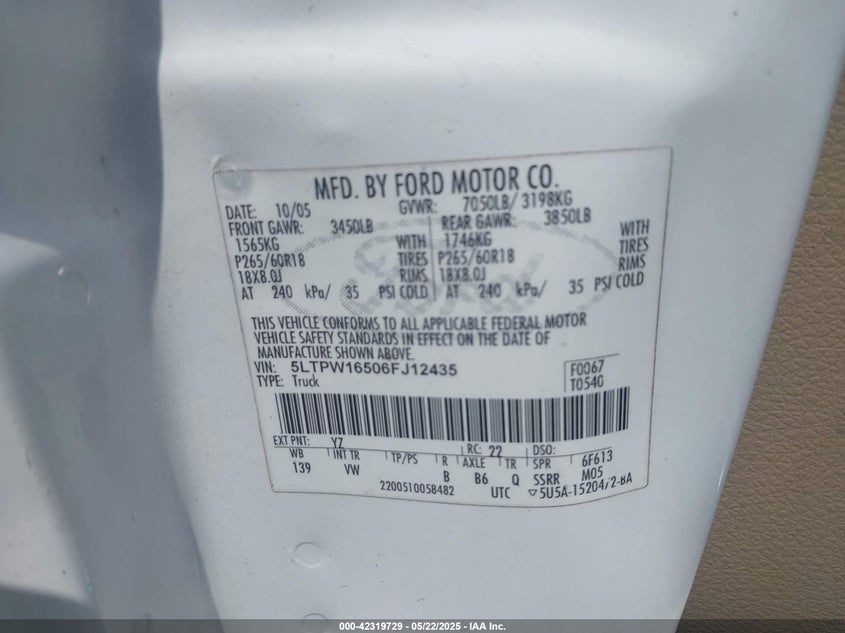 MFD. BY FORD MOTOR CO.
DATE: 10/05 GVWR: 7050LB/ 3198KG
FRONT GAWR: 3450LB REAR GAWR: 3850LB
1565KG WITH 1746KG WITH
P265/60R18 TIRES P265/60R18 TIRES
18X8.0J RIMS 18X8.0J RIMS
AT 240 kPa/ 35 PSI COLD AT 240 kPa/ 35 PSI COLD
THIS VEHICLE CONFORMS TO ALL APPLICABLE FEDERAL MOTOR
VEHICLE SAFETY STANDARDS IN EFFECT ON THE DATE OF
MANUFACTURE SHOWN ABOVE.
VIN: 5LTPW16506FJ12435 F0067
TYPE: Truck T0540
EXT PNT: YZ RC: 22 DSO:
WB INT TR TP/PS R AXLE TR SPR 6F613
139 VW B B6 Q SSRR M05
2200510058482 UTC ▽5U5A-15204/2-BA
000-42319729 - 05/22/2025 - IAA Inc.